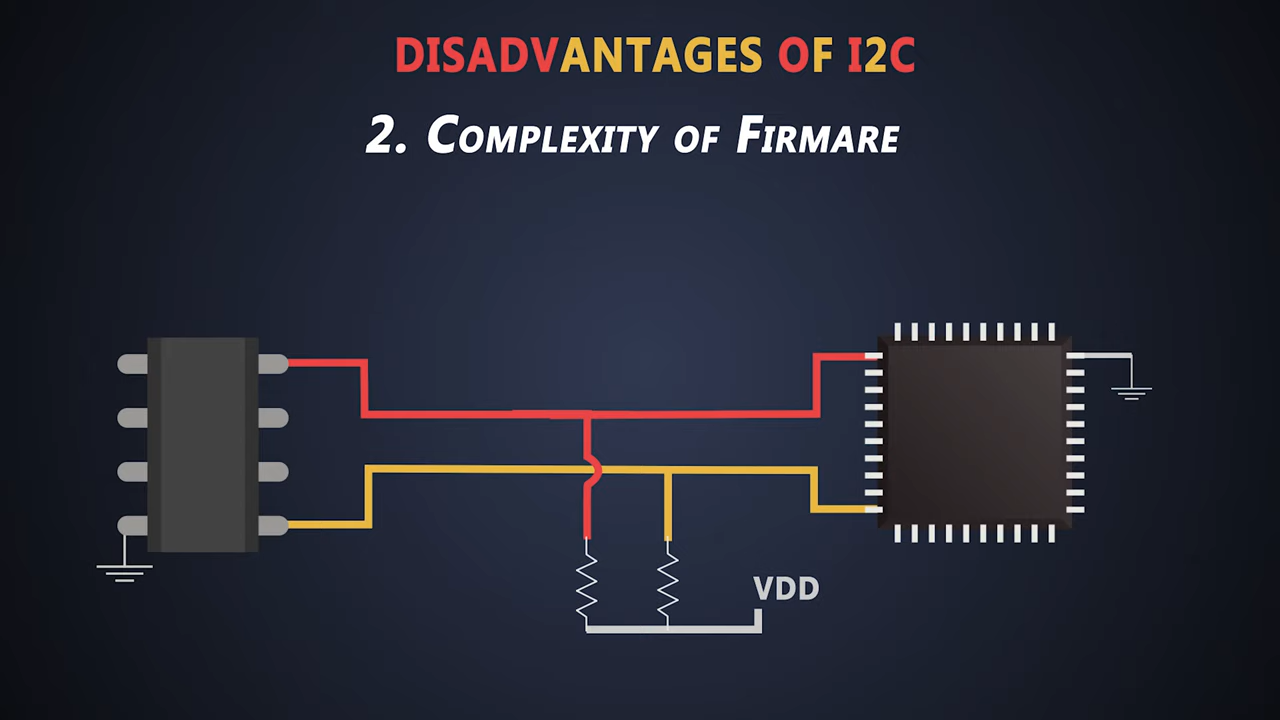 DISADVANTAGES OF I2C
2. COMPLEXITY OF FIRMARE
VDD